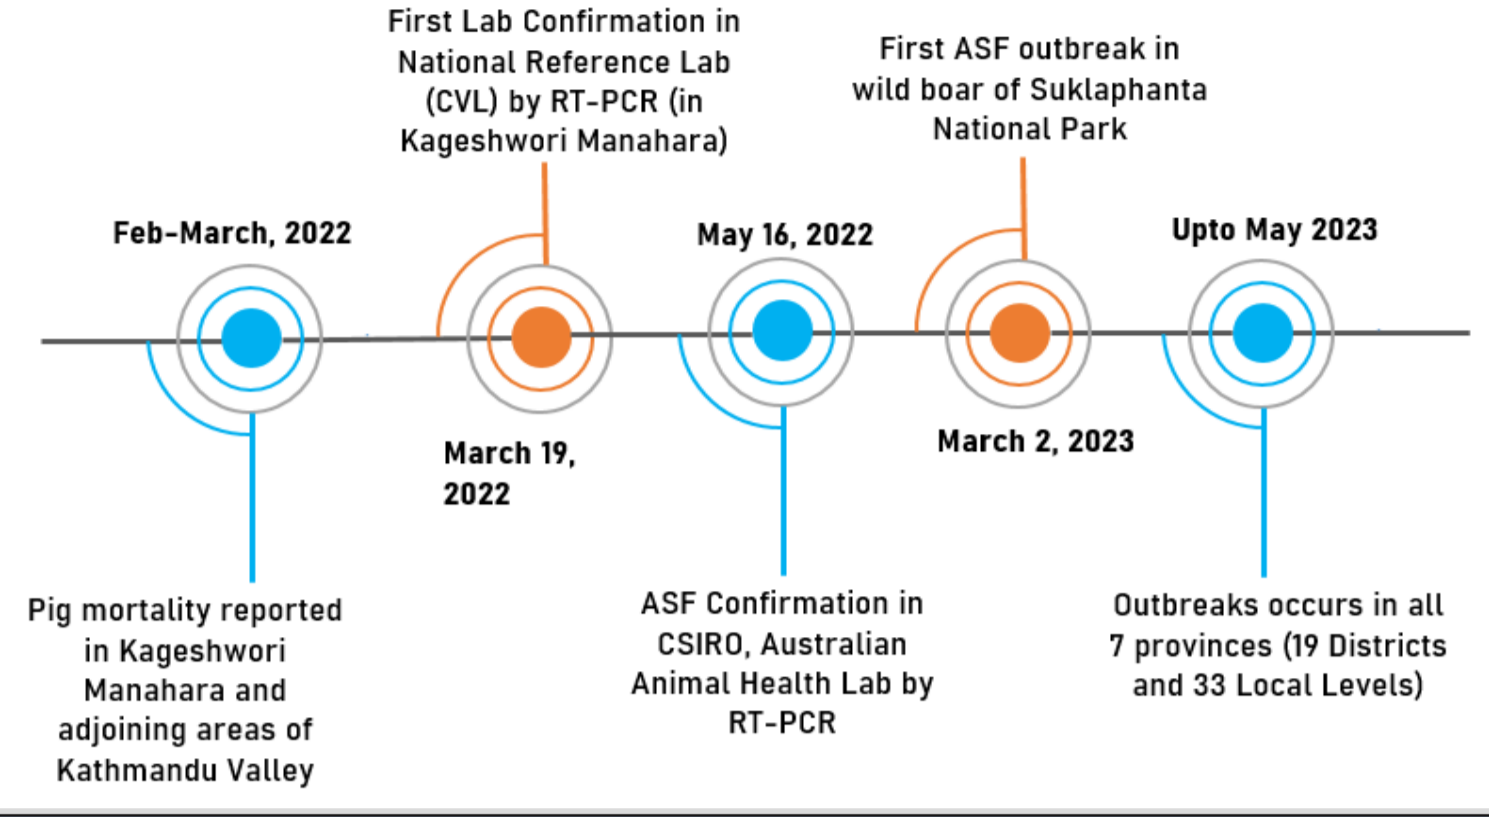 First Lab Confirmation in
National Reference Lab
(CVL) by RT-PCR (in
Kageshwori Manahara)
First ASF outbreak in
wild boar of Suklaphanta
National Park
Feb-March, 2022
May 16, 2022
Upto May 2023
March 19,
2022
March 2, 2023
Pig mortality reported
in Kageshwori
Manahara and
adjoining areas of
Kathmandu Valley
ASF Confirmation in
CSIRO, Australian
Animal Health Lab by
RT-PCR
Outbreaks occurs in all
7 provinces (19 Districts
and 33 Local Levels)